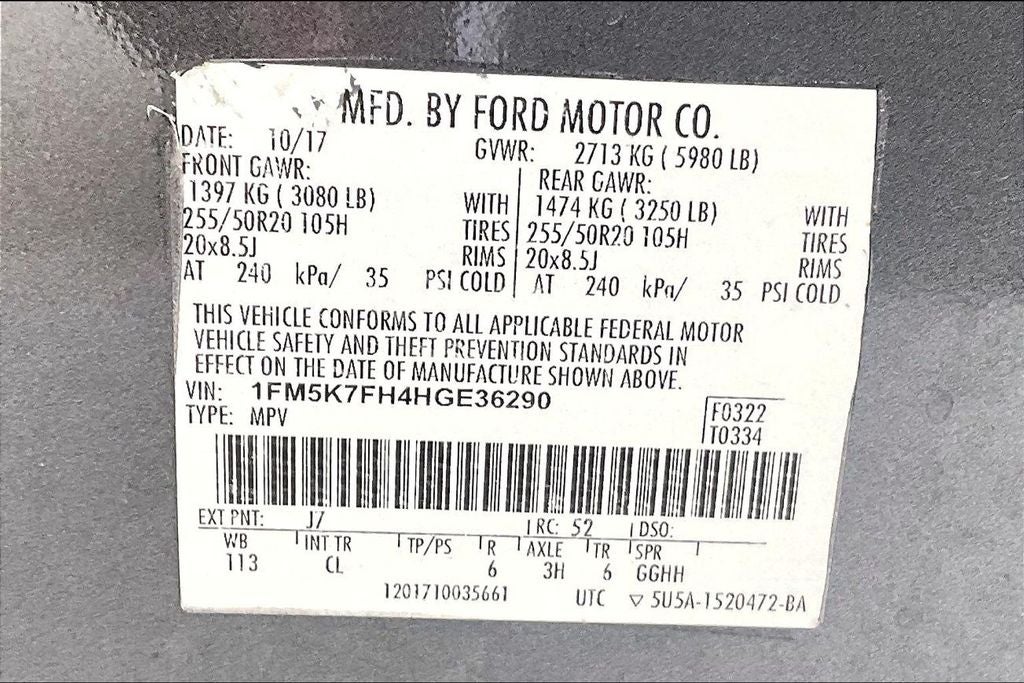 MFD. BY FORD MOTOR CO.
DATE: 10/17 GVWR: 2713 KG ( 5980 LB)
FRONT GAWR: REAR GAWR:
1397 KG ( 3080 LB) WITH 1474 KG ( 3250 LB) WITH
255/50R20 105H TIRES 255/50R20 105H TIRES
20x8.5J RIMS 20x8.5J RIMS
AT 240 kPa/ 35 PSI COLD AT 240 kPa/ 35 PSI COLD
THIS VEHICLE CONFORMS TO ALL APPLICABLE FEDERAL MOTOR
VEHICLE SAFETY AND THEFT PREVENTION STANDARDS IN
EFFECT ON THE DATE OF MANUFACTURE SHOWN ABOVE.
VIN: 1FM5K7FH4HGE36290
TYPE: MPV
F0322
T0334
EXT PNT: J7 RC: 52 DSO:
WB INT TR TP/PS R AXLE TR SPR
113 CL 6 3H 6 GGHH
1201710035661 UTC ▽ 5U5A-1520472-BA